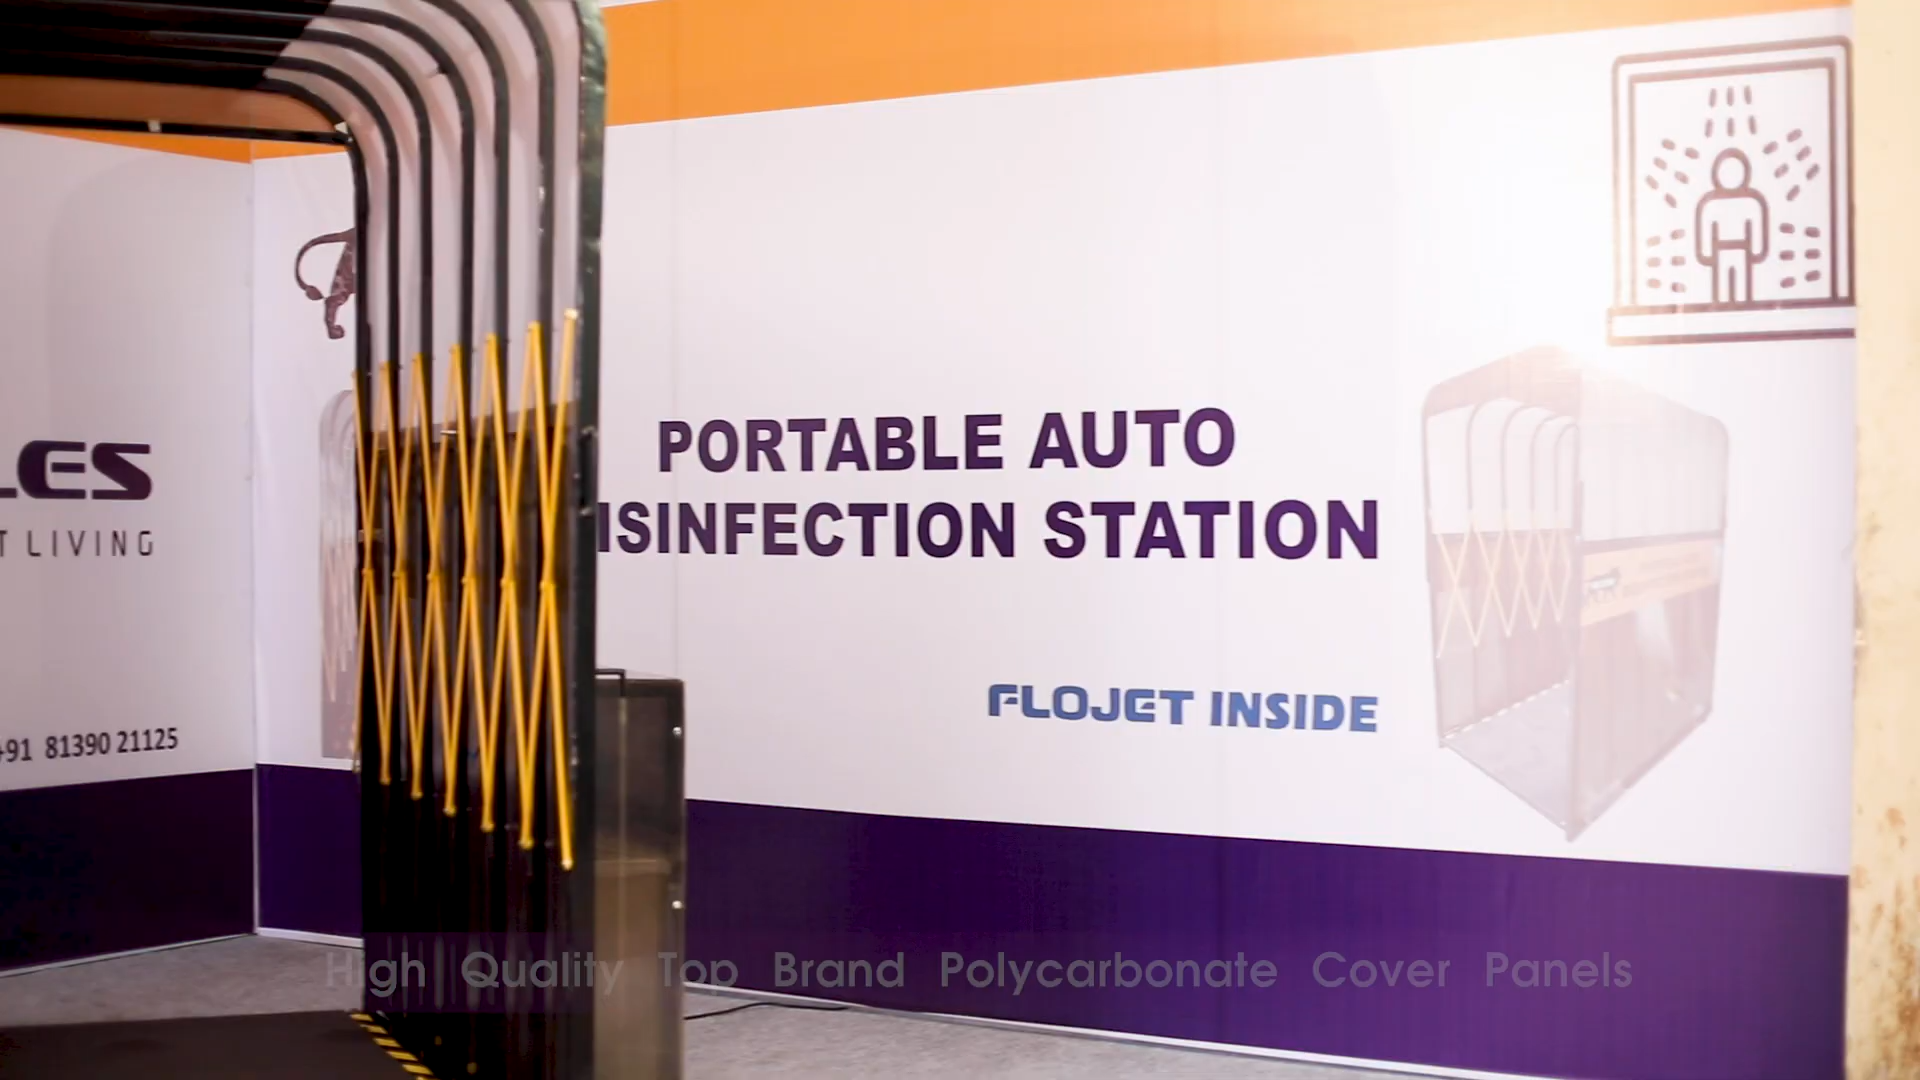 LES
T LIVING
+91 81390 21125
PORTABLE AUTO
ISINFECTION STATION
FLOJET INSIDE
High Quality Top Brand Polycarbonate Cover Panels